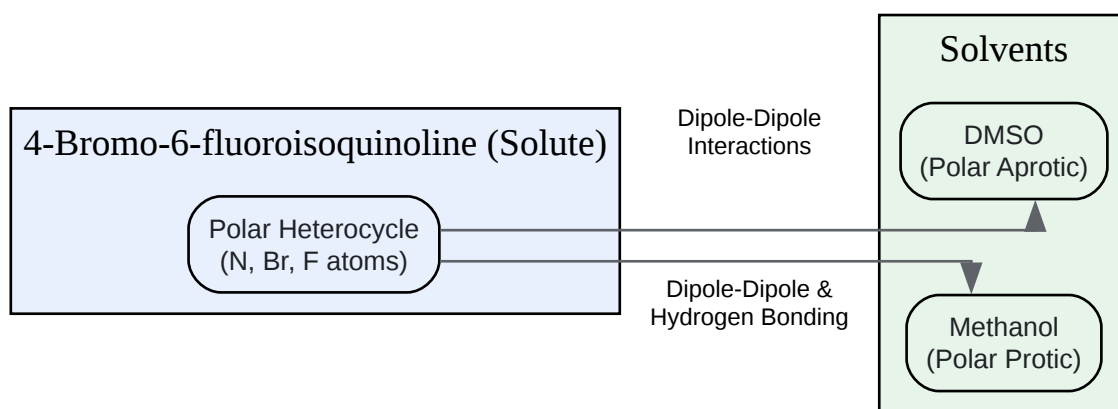 4-Bromo-6-fluoroisoquinoline (Solute)
Polar Heterocycle
(N, Br, F atoms)
Dipole-Dipole
Interactions
Dipole-Dipole &
Hydrogen Bonding
Solvents
DMSO
(Polar Aprotic)
Methanol
(Polar Protic)